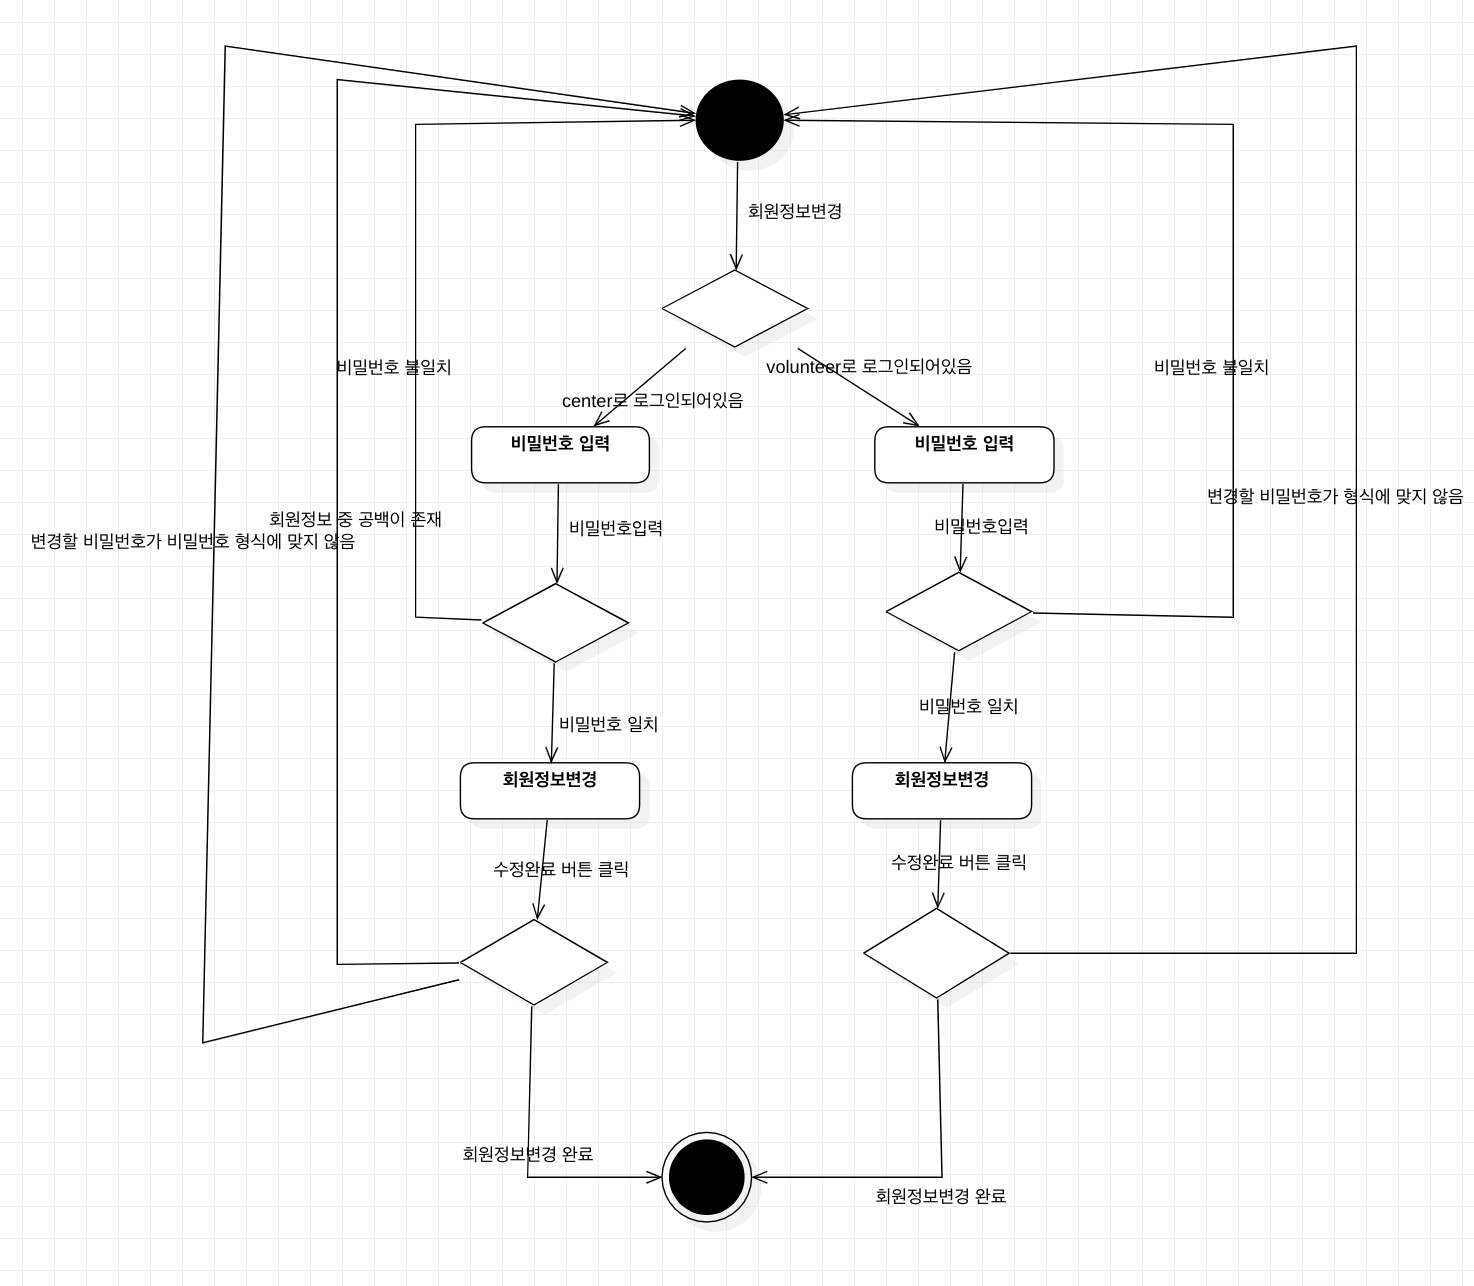 회원정보변경
비밀번호 불일치
volunteer로 로그인되어있음
비밀번호 불일치
center로 로그인되어있음
비밀번호 입력
비밀번호 입력
변경할 비밀번호가 형식에 맞지 않음
회원정보 중 공백이 존재
비밀번호입력
비밀번호입력
변경할 비밀번호가 비밀번호 형식에 맞지 않음
비밀번호 일치
비밀번호 일치
회원정보변경
회원정보변경
수정완료 버튼 클릭
수정완료 버튼 클릭
회원정보변경 완료
회원정보변경 완료